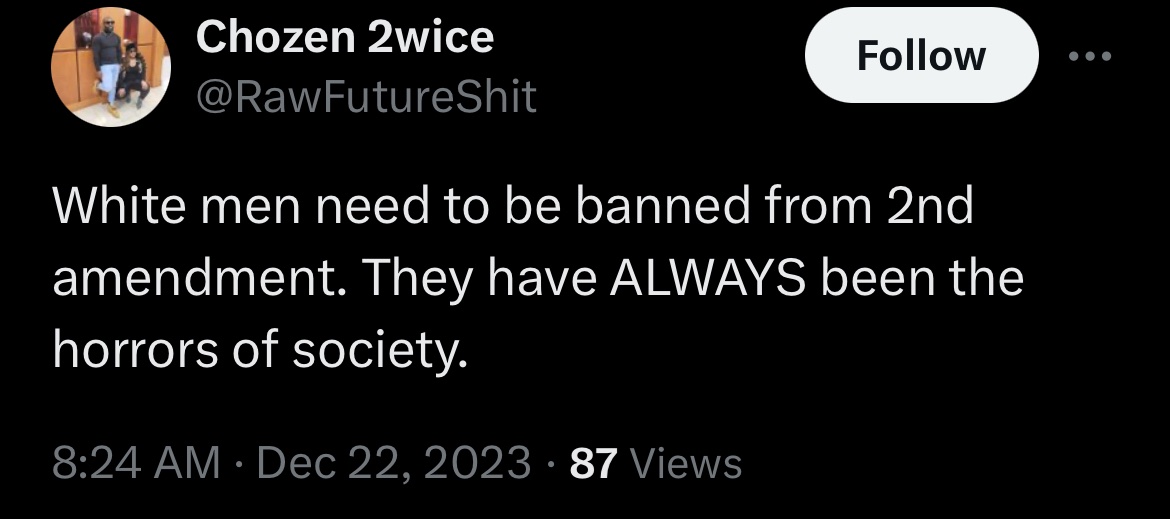 Chozen 2wice
@RawFutureShit
Follow
White men need to be banned from 2nd
amendment. They have ALWAYS been the
horrors of society.
8:24 AM · Dec 22, 2023 · 87 Views